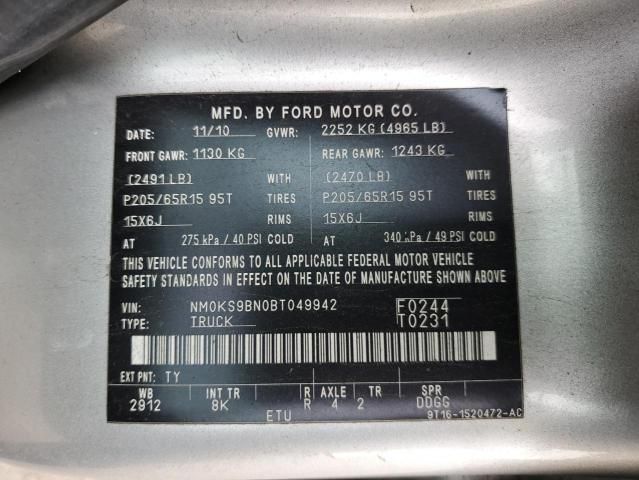 MFD. BY FORD MOTOR CO.
DATE: 11/10 GVWR: 2252 KG (4965 LB)
FRONT GAWR: 1130 KG REAR GAWR: 1243 KG
(2491 LB) WITH (2470 LB) WITH
P205/65R15 95T TIRES P205/65R15 95T TIRES
15X6J RIMS 15X6J RIMS
AT 275 kPa / 40 PSI COLD AT 340 kPa / 49 PSI COLD
THIS VEHICLE CONFORMS TO ALL APPLICABLE FEDERAL MOTOR VEHICLE
SAFETY STANDARDS IN EFFECT ON THE DATE OF MANUFACTURE SHOWN ABOVE
VIN: NM0KS9BN0BT049942 F0244
TYPE: TRUCK T0231
EXT PNT: TY
WB INT TR R AXLE TR SPR
2912 8K R 4 2 DDGG
ETU 9T16-1520472-AC